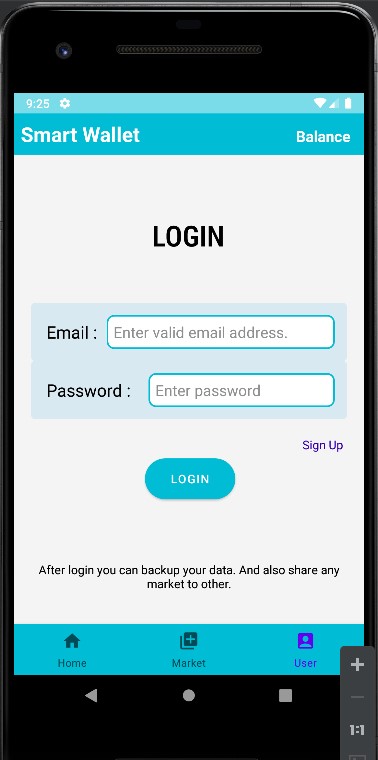 9:25
Smart Wallet Balance
LOGIN
Email : Enter valid email address.
Password : Enter password
Sign Up
LOGIN
After login you can backup your data. And also share any
market to other.
Home Market User
1:1